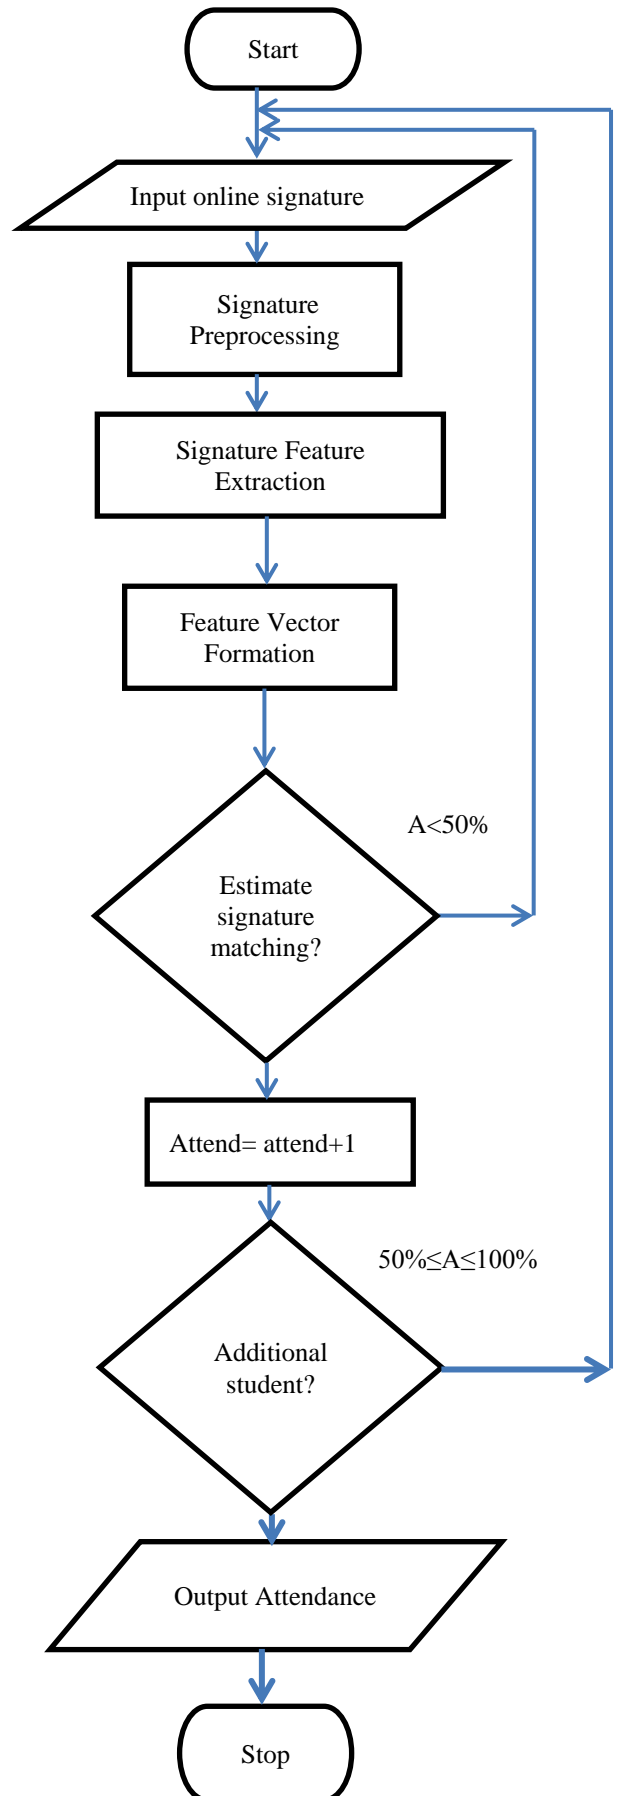 Start
Input online signature
Signature
Preprocessing
Signature Feature
Extraction
Feature Vector
Formation
A<50%
Estimate
signature
matching?
Attend= attend+1
50%≤A≤100%
Additional
student?
Output Attendance
Stop